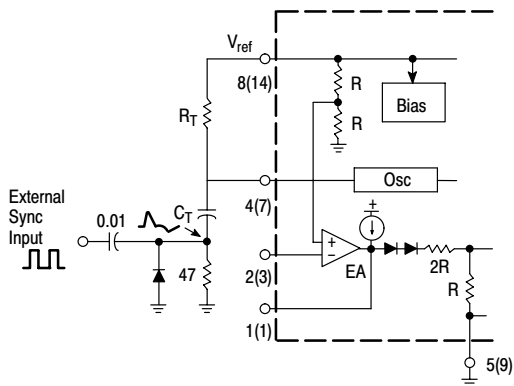 Vref
8(14)
R
Bias
RT
R
Osc
4(7)
External
Sync
Input
0.01
CT
+
+
−
47
2(3)
EA
2R
R
1(1)
5(9)